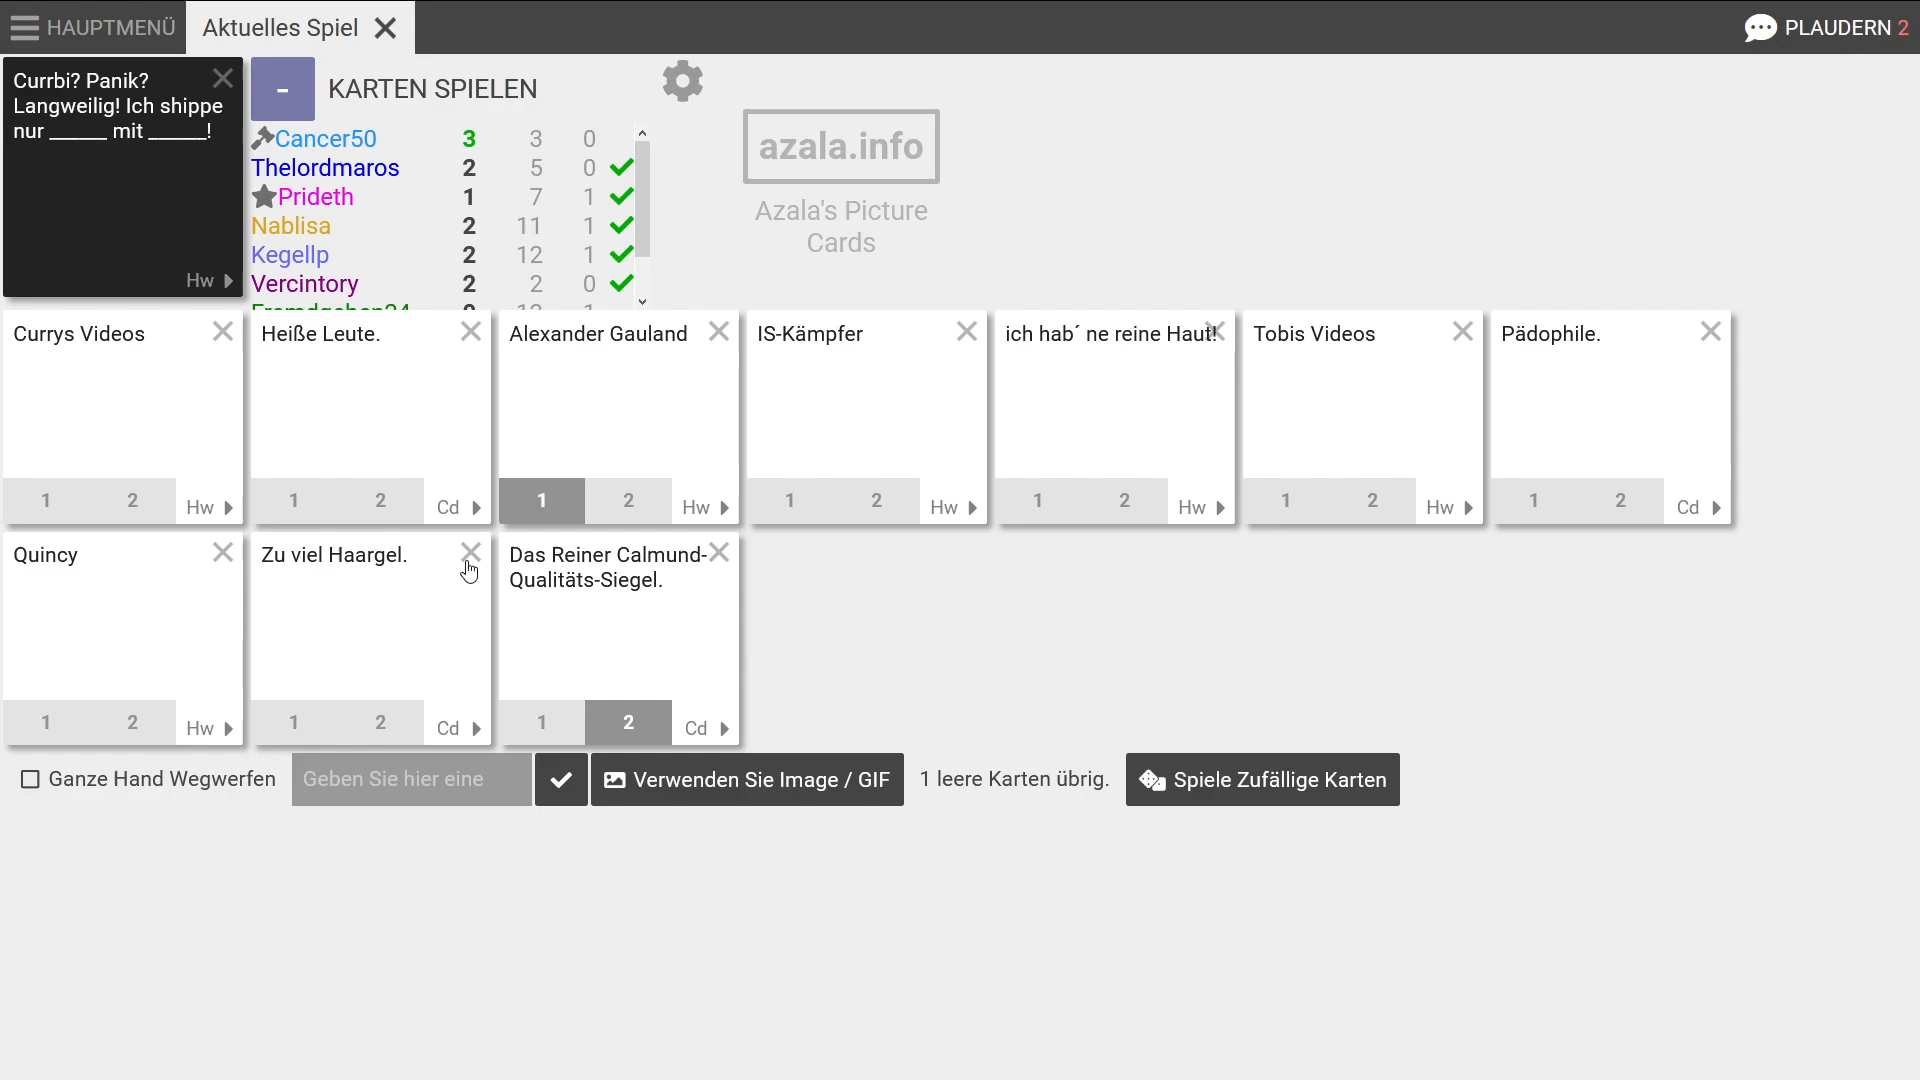 HAUPTMENÜ
Aktuelles Spiel
PLAUDERN 2
Currbi? Panik?
Langweilig! Ich shippe
nur _____ mit _____!
Hw
-
KARTEN SPIELEN
Cancer50 3 3 0
Thelordmaros 2 5 0
Prideth 1 7 1
Nablisa 2 11 1
Kegellp 2 12 1
Vercintory 2 2 0
azala.info
Azala's Picture
Cards
Currys Videos
1 2 Hw
Heiße Leute.
1 2 Cd
Alexander Gauland
1 2 Hw
IS-Kämpfer
1 2 Hw
ich hab´ ne reine Haut!
1 2 Hw
Tobis Videos
1 2 Hw
Pädophile.
1 2 Cd
Quincy
1 2 Hw
Zu viel Haargel.
1 2 Cd
Das Reiner Calmund-
Qualitäts-Siegel.
1 2 Cd
Ganze Hand Wegwerfen
Geben Sie hier eine
Verwenden Sie Image / GIF
1 leere Karten übrig.
Spiele Zufällige Karten